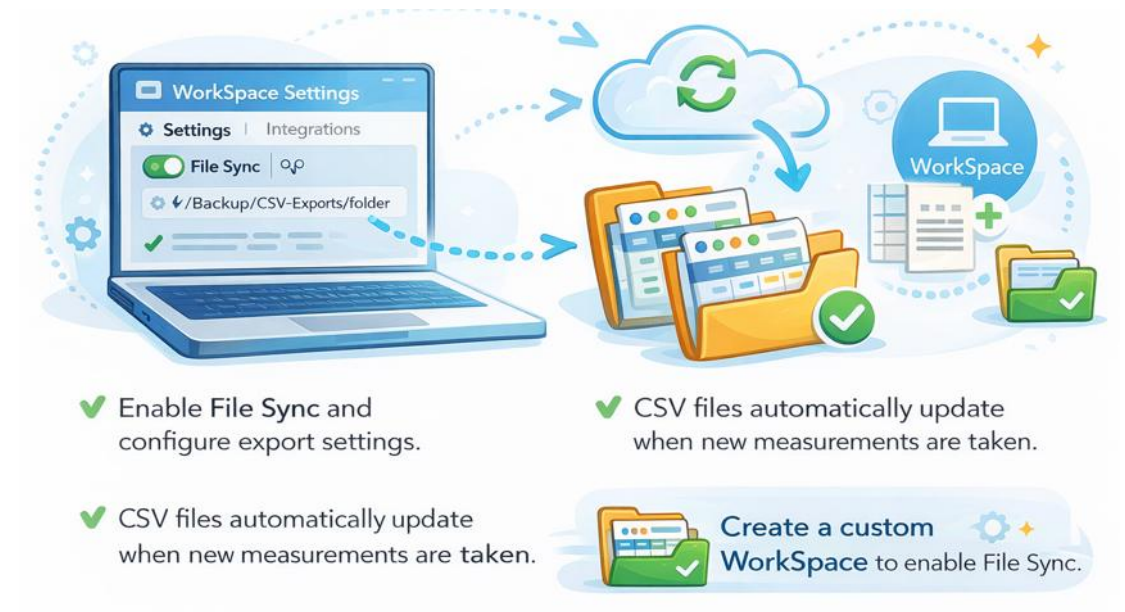 WorkSpace Settings
Settings | Integrations
File Sync
/Backup/CSV-Exports/folder
WorkSpace
✔ Enable File Sync and
configure export settings.
✔ CSV files automatically update
when new measurements are taken.
✔ CSV files automatically update
when new measurements are taken.
Create a custom
WorkSpace to enable File Sync.